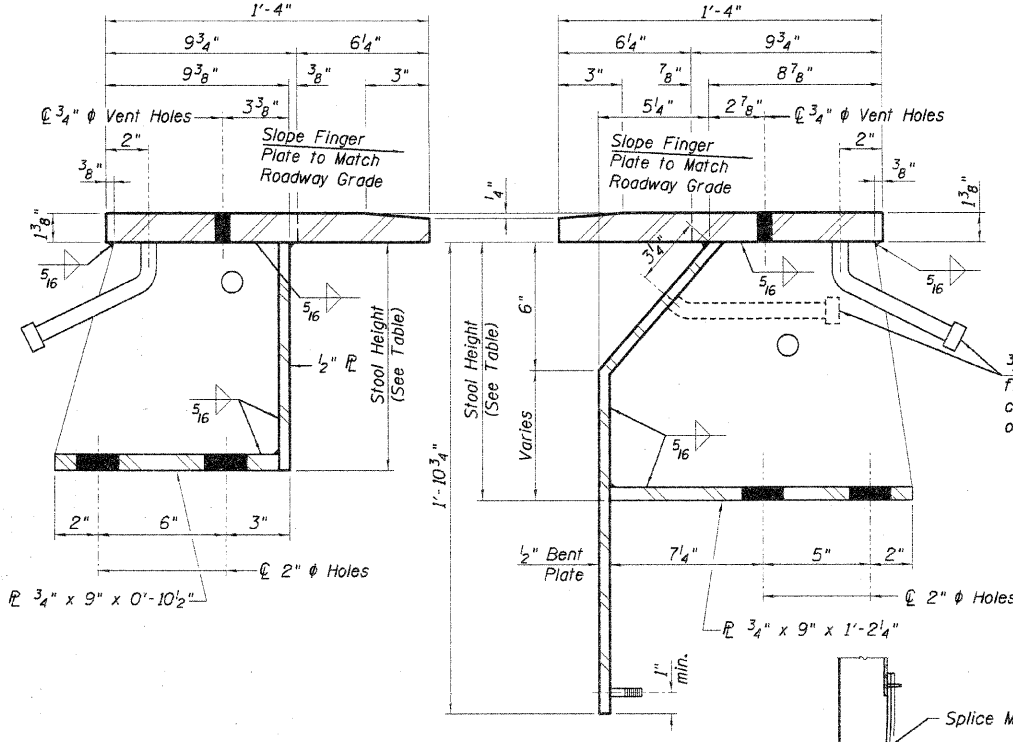 1'-4"
1'-4"
9 3/4"
6 1/4"
6 1/4"
9 3/4"
9 3/8"
3/8"
3"
3"
7/8"
8 7/8"
℄ 3/4" ϕ Vent Holes
3 3/8"
5 1/4"
2 7/8"
℄ 3/4" ϕ Vent Holes
2"
Slope Finger
Plate to Match
Roadway Grade
Slope Finger
Plate to Match
Roadway Grade
2"
3/8"
3/8"
1/4"
1 3/8"
1 3/8"
5/16
5/16
3 1/4"
5/16
5/16
6"
1/2" ℙL
Stool Height
(See Table)
Stool Height
(See Table)
Varies
1'-10 3/4"
5/16
5/16
3
f
c
o
2"
6"
3"
℄ 2" ϕ Holes
ℙL 3/4" x 9" x 0'-10 1/2"
1/2" Bent
Plate
7 1/4"
5"
2"
℄ 2" ϕ Holes
ℙL 3/4" x 9" x 1'-2 1/4"
1"
min.
Splice M